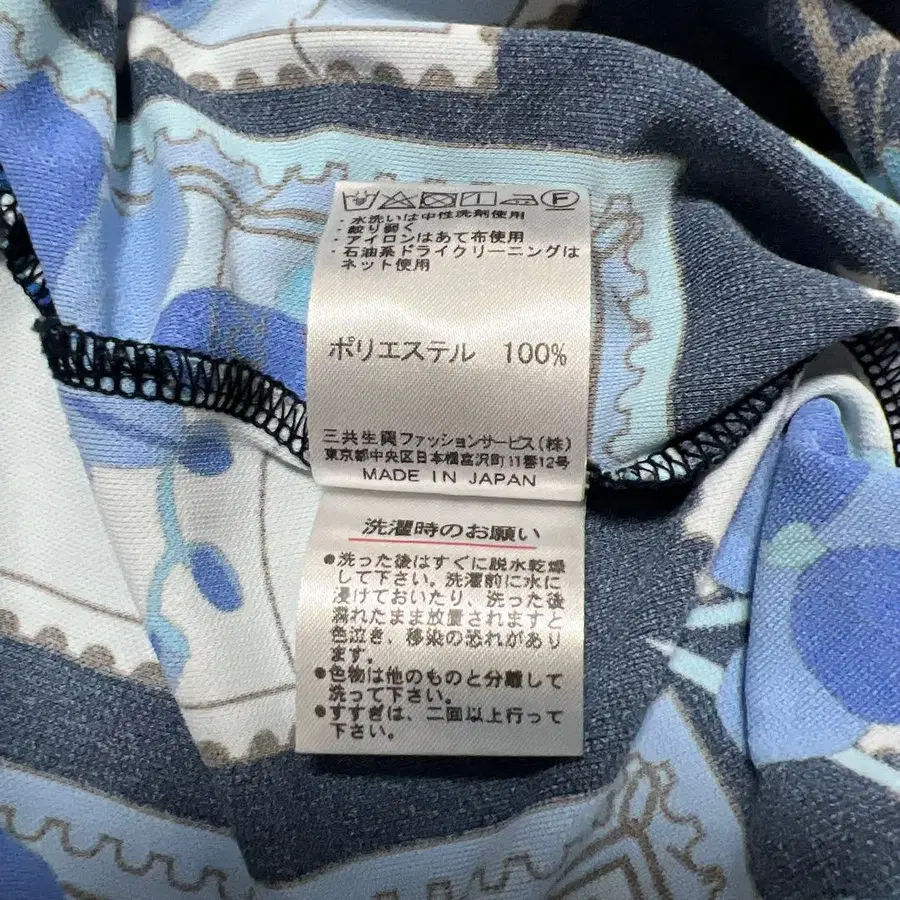 ・水洗いは中性洗剤使用
・絞り弱く
・アイロンはあて布使用
・石油系ドライクリーニングは
ネット使用
ポリエステル 100%
三共生興ファッションサービス(株)
東京都中央区日本橋富沢町11番12号
MADE IN JAPAN
洗濯時のお願い
●洗った後はすぐに脱水乾燥
して下さい。洗濯前に水に
浸けておいたり、洗った後
濡れたまま放置されますと
色泣き、移染の恐れがあり
ます。
●色物は他のものと分離して
洗って下さい。
●すすぎは、二回以上行って
下さい。